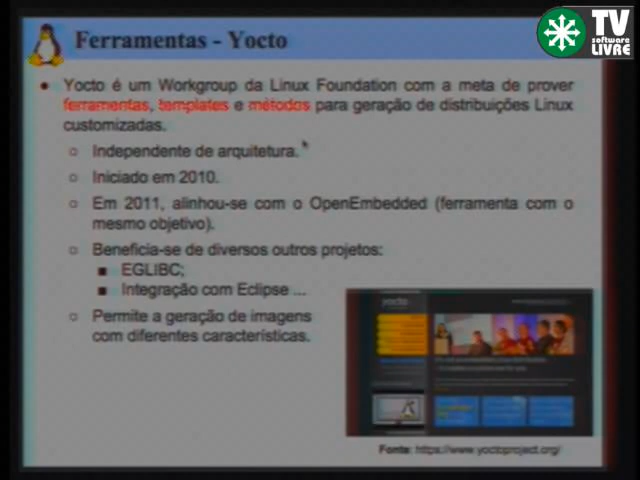 TV
software
LIVRE
Ferramentas - Yocto
Yocto é um Workgroup da Linux Foundation com a meta de prover
ferramentas, templates e métodos para geração de distribuições Linux
customizadas.
Independente de arquitetura.
Iniciado em 2010.
Em 2011, alinhou-se com o OpenEmbedded (ferramenta com o
mesmo objetivo).
Beneficia-se de diversos outros projetos:
EGLIBC;
Integração com Eclipse ...
Permite a geração de imagens
com diferentes características.
yocto
Fonte: https://www.yoctoproject.org/